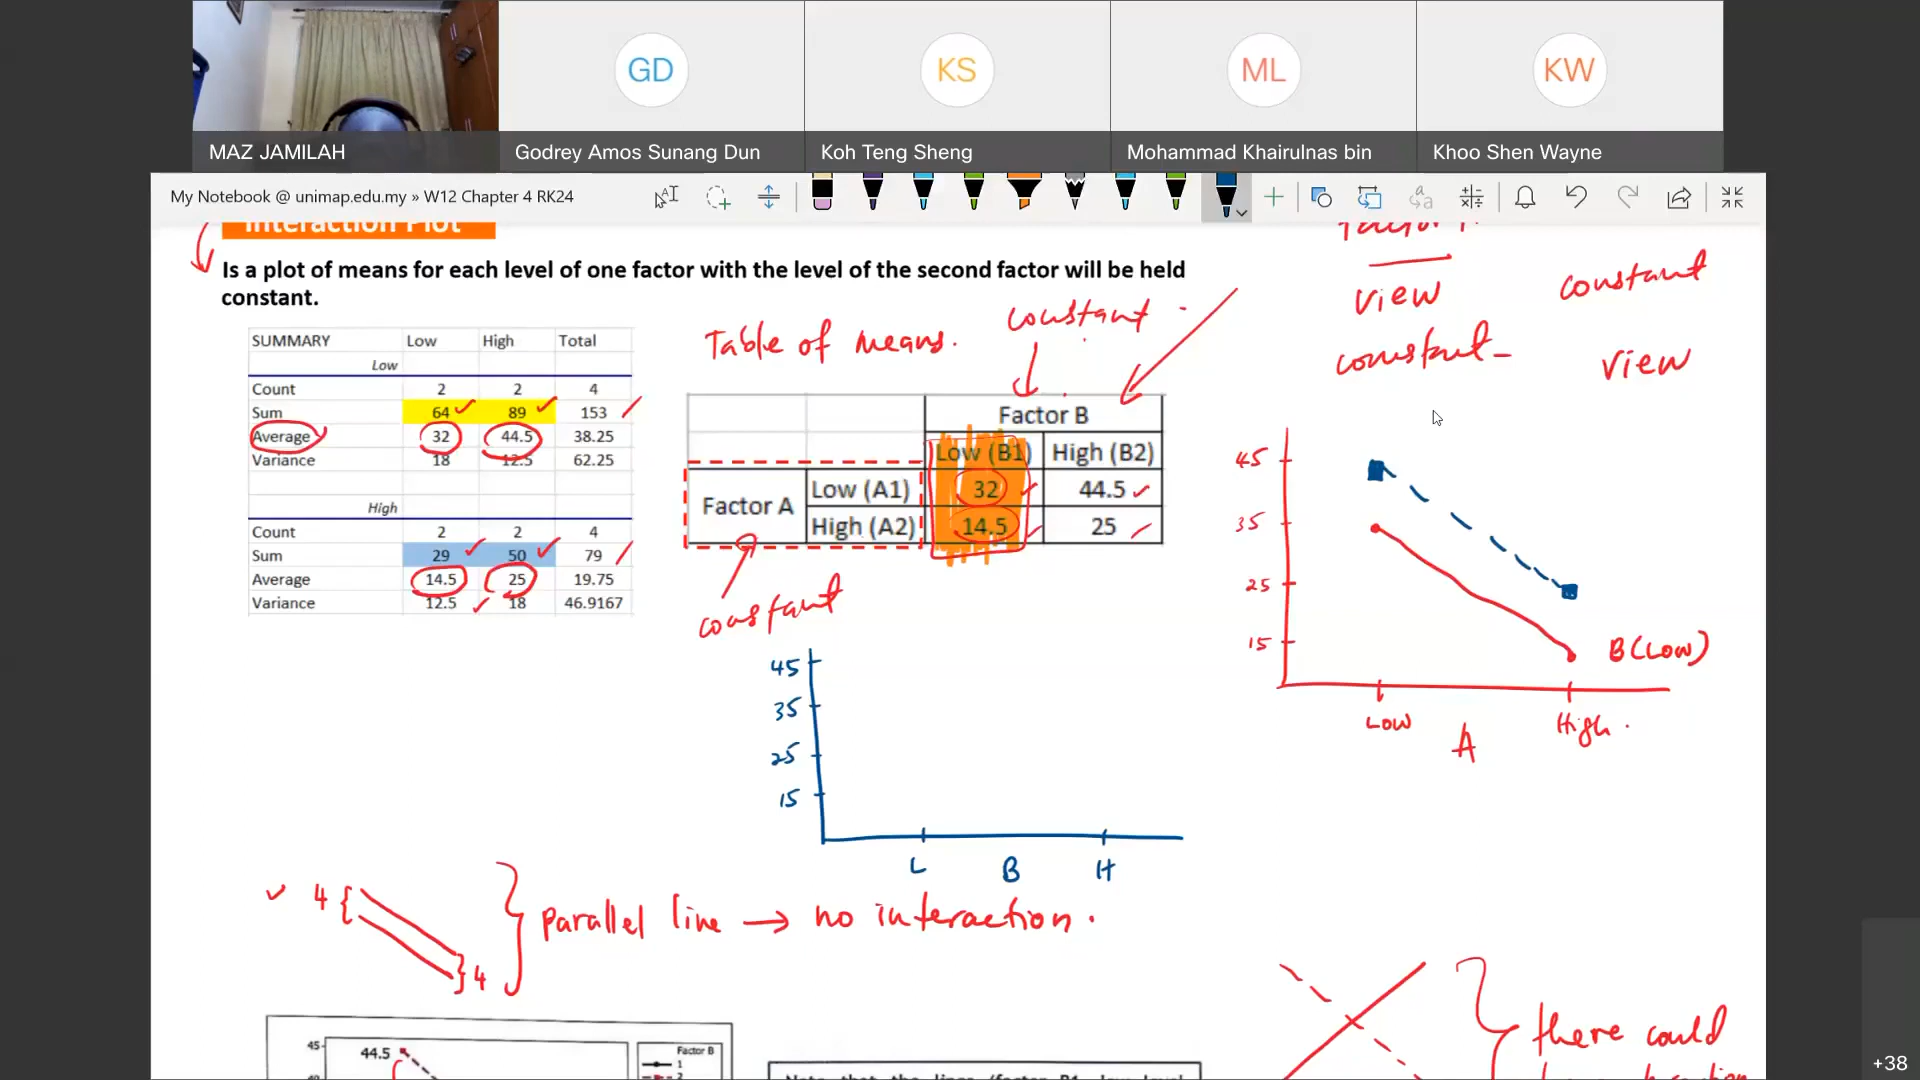 GD
KS
ML
KW
MAZ JAMILAH
Godrey Amos Sunang Dun
Koh Teng Sheng
Mohammad Khairulnas bin
Khoo Shen Wayne
My Notebook @ unimap.edu.my » W12 Chapter 4 RK24
Interaction Plot
Is a plot of means for each level of one factor with the level of the second factor will be held
constant.
view constant
constant view
Table of means. constant
SUMMARY Low High Total
Low
Count 2 2 4
Sum 64 89 153
Average 32 44.5 38.25
Variance 18 12.5 62.25
High
Count 2 2 4
Sum 29 50 79
Average 14.5 25 19.75
Variance 12.5 18 46.9167
Factor B
Low (B1) High (B2)
Factor A Low (A1) 32 44.5
High (A2) 14.5 25
constant
45
35
25
15
B(Low)
Low A High
45
35
25
15
L B H
4 4
parallel line → no interaction.
45
44.5
Factor B
1
2
there could
+38